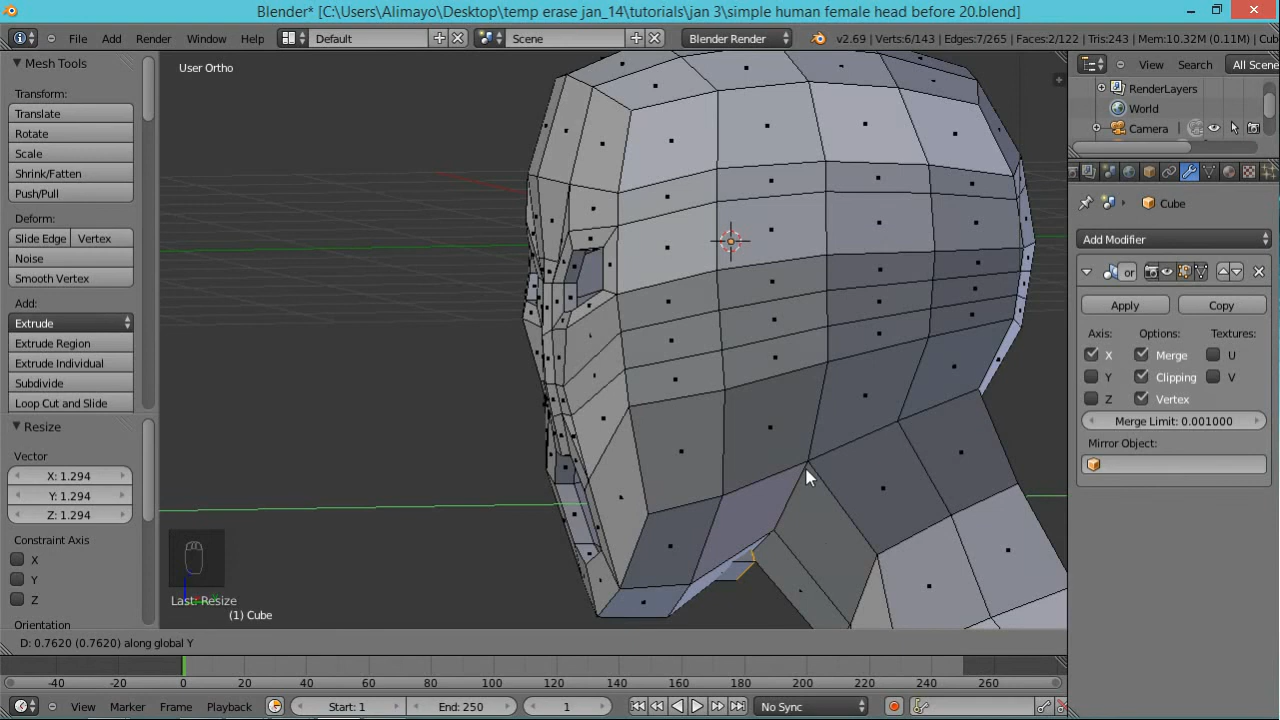 Blender* [C:\Users\Alimayo\Desktop\temp erase jan_14\tutorials\jan 3\simple human female head before 20.blend]
File Add Render Window Help Default Scene Blender Render v2.69 | Verts:6/143 | Edges:7/265 | Faces:2/122 | Tris:243 | Mem:10.32M (0.11M) | Cub
Mesh Tools
Transform:
Translate
Rotate
Scale
Shrink/Fatten
Push/Pull
Deform:
Slide Edge Vertex
Noise
Smooth Vertex
Add:
Extrude
Extrude Region
Extrude Individual
Subdivide
Loop Cut and Slide
Resize
Vector
X: 1.294
Y: 1.294
Z: 1.294
Constraint Axis
X
Y
Z
Orientation
User Ortho
Last: Resize
(1) Cube
D: 0.7620 (0.7620) along global Y
View Search All Scene
RenderLayers
World
Camera
Cube
Add Modifier
or
Apply Copy
Axis: Options: Textures:
X Merge U
Y Clipping V
Z Vertex
Merge Limit: 0.001000
Mirror Object:
-40 -20 0 20 40 60 80 100 120 140 160 180 200 220 240 260
View Marker Frame Playback Start: 1 End: 250 1 No Sync